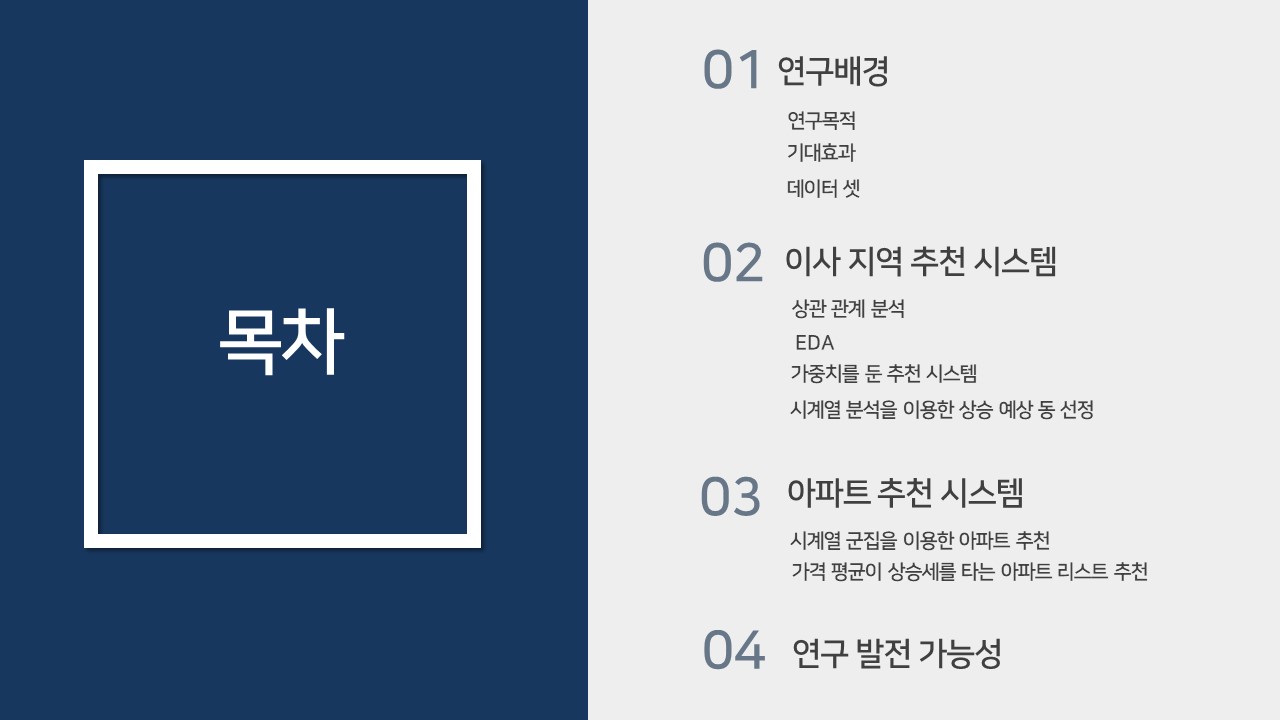 목차
01 연구배경
연구목적
기대효과
데이터 셋
02 이사 지역 추천 시스템
상관 관계 분석
EDA
가중치를 둔 추천 시스템
시계열 분석을 이용한 상승 예상 동 선정
03 아파트 추천 시스템
시계열 군집을 이용한 아파트 추천
가격 평균이 상승세를 타는 아파트 리스트 추천
04 연구 발전 가능성